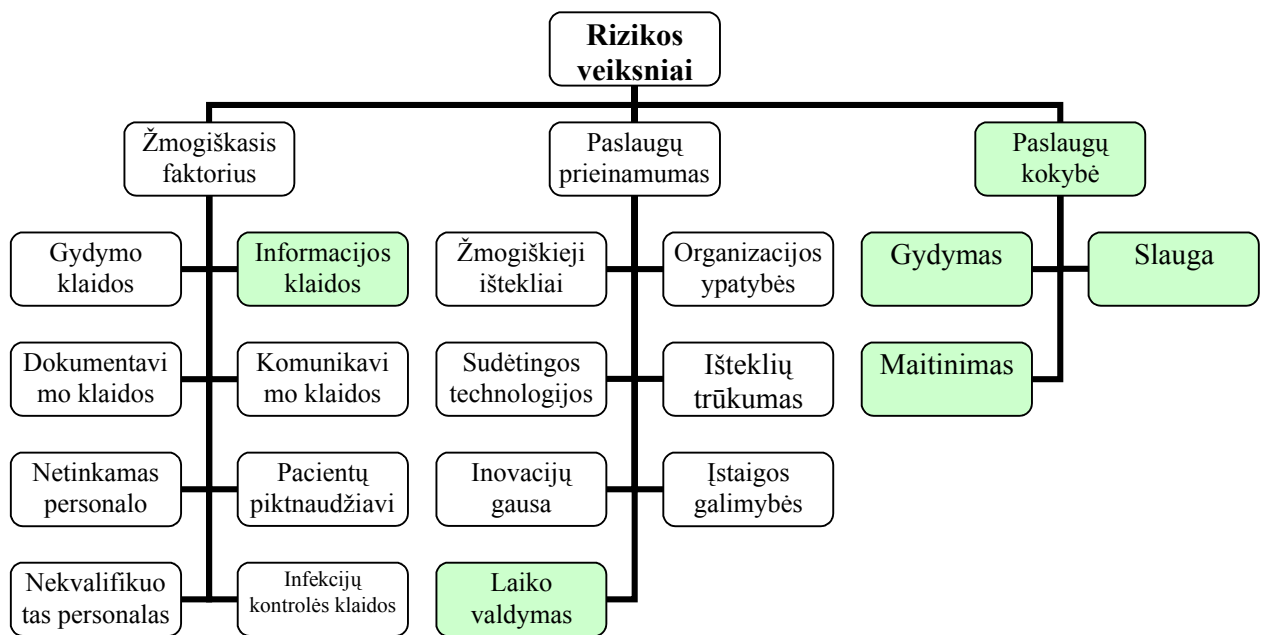 Rizikos
veiksniai
Žmogiškasis
faktorius
Paslaugų
prieinamumas
Paslaugų
kokybė
Gydymo
klaidos
Informacijos
klaidos
Žmogiškieji
ištekliai
Organizacijos
ypatybės
Gydymas
Slauga
Dokumentavi
mo klaidos
Komunikavi
mo klaidos
Sudėtingos
technologijos
Išteklių
trūkumas
Maitinimas
Netinkamas
personalo
Pacientų
piktnaudžiavi
Inovacijų
gausa
Įstaigos
galimybės
Nekvalifikuo
tas personalas
Infekcijų
kontrolės klaidos
Laiko
valdymas